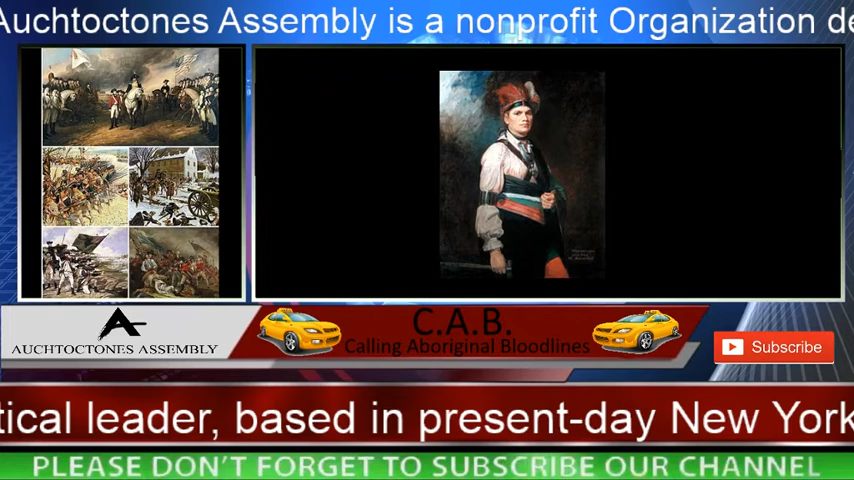 Auchtoctones Assembly is a nonprofit Organization de
AUCHTOCTONES ASSEMBLY
C.A.B.
Calling Aboriginal Bloodlines
Subscribe
tical leader, based in present-day New York
PLEASE DON'T FORGET TO SUBSCRIBE OUR CHANNEL